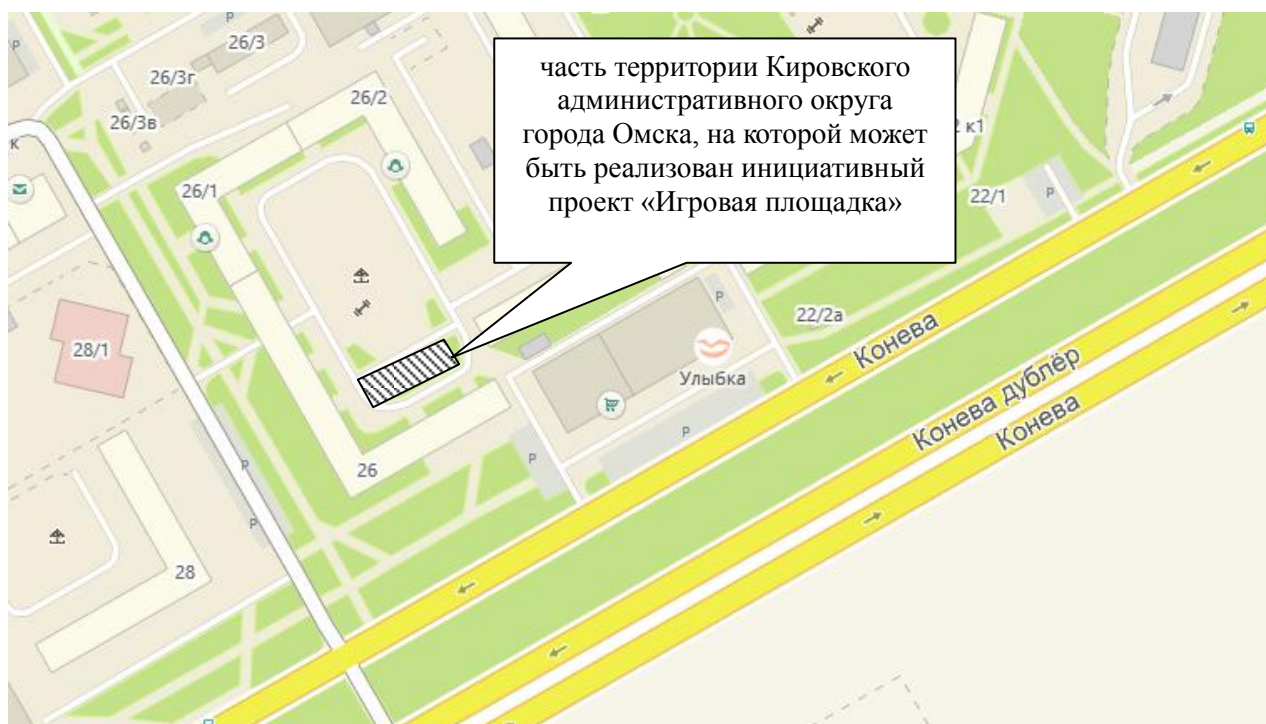 P
26/3
26/3г
26/3в
к
26/2
26/1
часть территории Кировского
административного округа
города Омска, на которой может
быть реализован инициативный
проект «Игровая площадка»
2 к1
22/1
P
P
22/2а
Улыбка
28/1
26
P
P
P
P
28
Конева
Конева дублёр
Конева
P